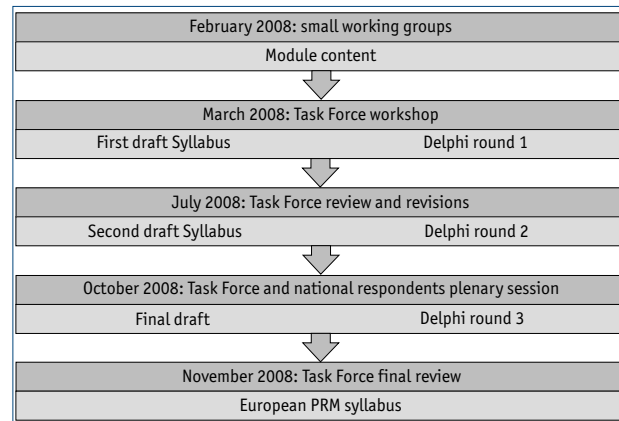 February 2008: small working groups
Module content
March 2008: Task Force workshop
First draft Syllabus Delphi round 1
July 2008: Task Force review and revisions
Second draft Syllabus Delphi round 2
October 2008: Task Force and national respondents plenary session
Final draft Delphi round 3
November 2008: Task Force final review
European PRM syllabus